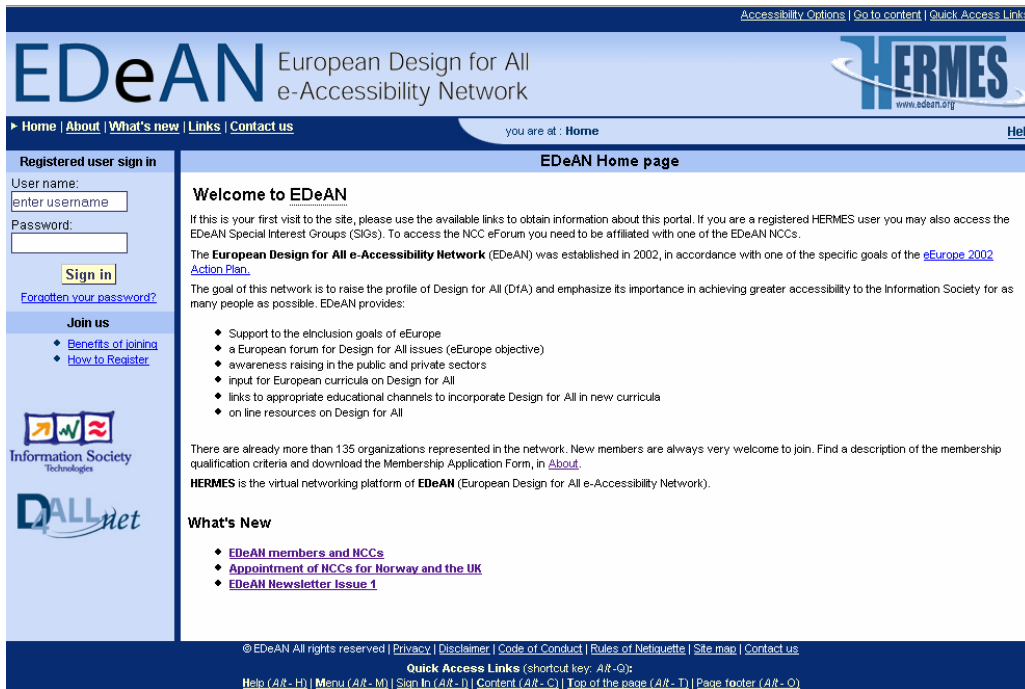 Accessibility Options | Go to content | Quick Access Links
EDeAN European Design for All
e-Accessibility Network
HERMES
www.edean.org
Home | About | What's new | Links | Contact us
you are at : Home
Help
Registered user sign in
User name:
enter username
Password:
Sign in
Forgotten your password?
Join us
Benefits of joining
How to Register
Information Society
Technologies
D4ALLnet
EDeAN Home page
Welcome to EDeAN
If this is your first visit to the site, please use the available links to obtain information about this portal. If you are a registered HERMES user you may also access the
EDeAN Special Interest Groups (SIGs). To access the NCC eForum you need to be affiliated with one of the EDeAN NCCs.
The European Design for All e-Accessibility Network (EDeAN) was established in 2002, in accordance with one of the specific goals of the eEurope 2002
Action Plan.
The goal of this network is to raise the profile of Design for All (DfA) and emphasize its importance in achieving greater accessibility to the Information Society for as
many people as possible. EDeAN provides:
Support to the eInclusion goals of eEurope
a European forum for Design for All issues (eEurope objective)
awareness raising in the public and private sectors
input for European curricula on Design for All
links to appropriate educational channels to incorporate Design for All in new curricula
on line resources on Design for All
There are already more than 135 organizations represented in the network. New members are always very welcome to join. Find a description of the membership
qualification criteria and download the Membership Application Form, in About.
HERMES is the virtual networking platform of EDeAN (European Design for All e-Accessibility Network).
What's New
EDeAN members and NCCs
Appointment of NCCs for Norway and the UK
EDeAN Newsletter Issue 1
© EDeAN All rights reserved | Privacy | Disclaimer | Code of Conduct | Rules of Netiquette | Site map | Contact us
Quick Access Links (shortcut key: Alt-Q):
Help (Alt - H) | Menu (Alt - M) | Sign In (Alt - I) | Content (Alt - C) | Top of the page (Alt - T) | Page footer (Alt - O)